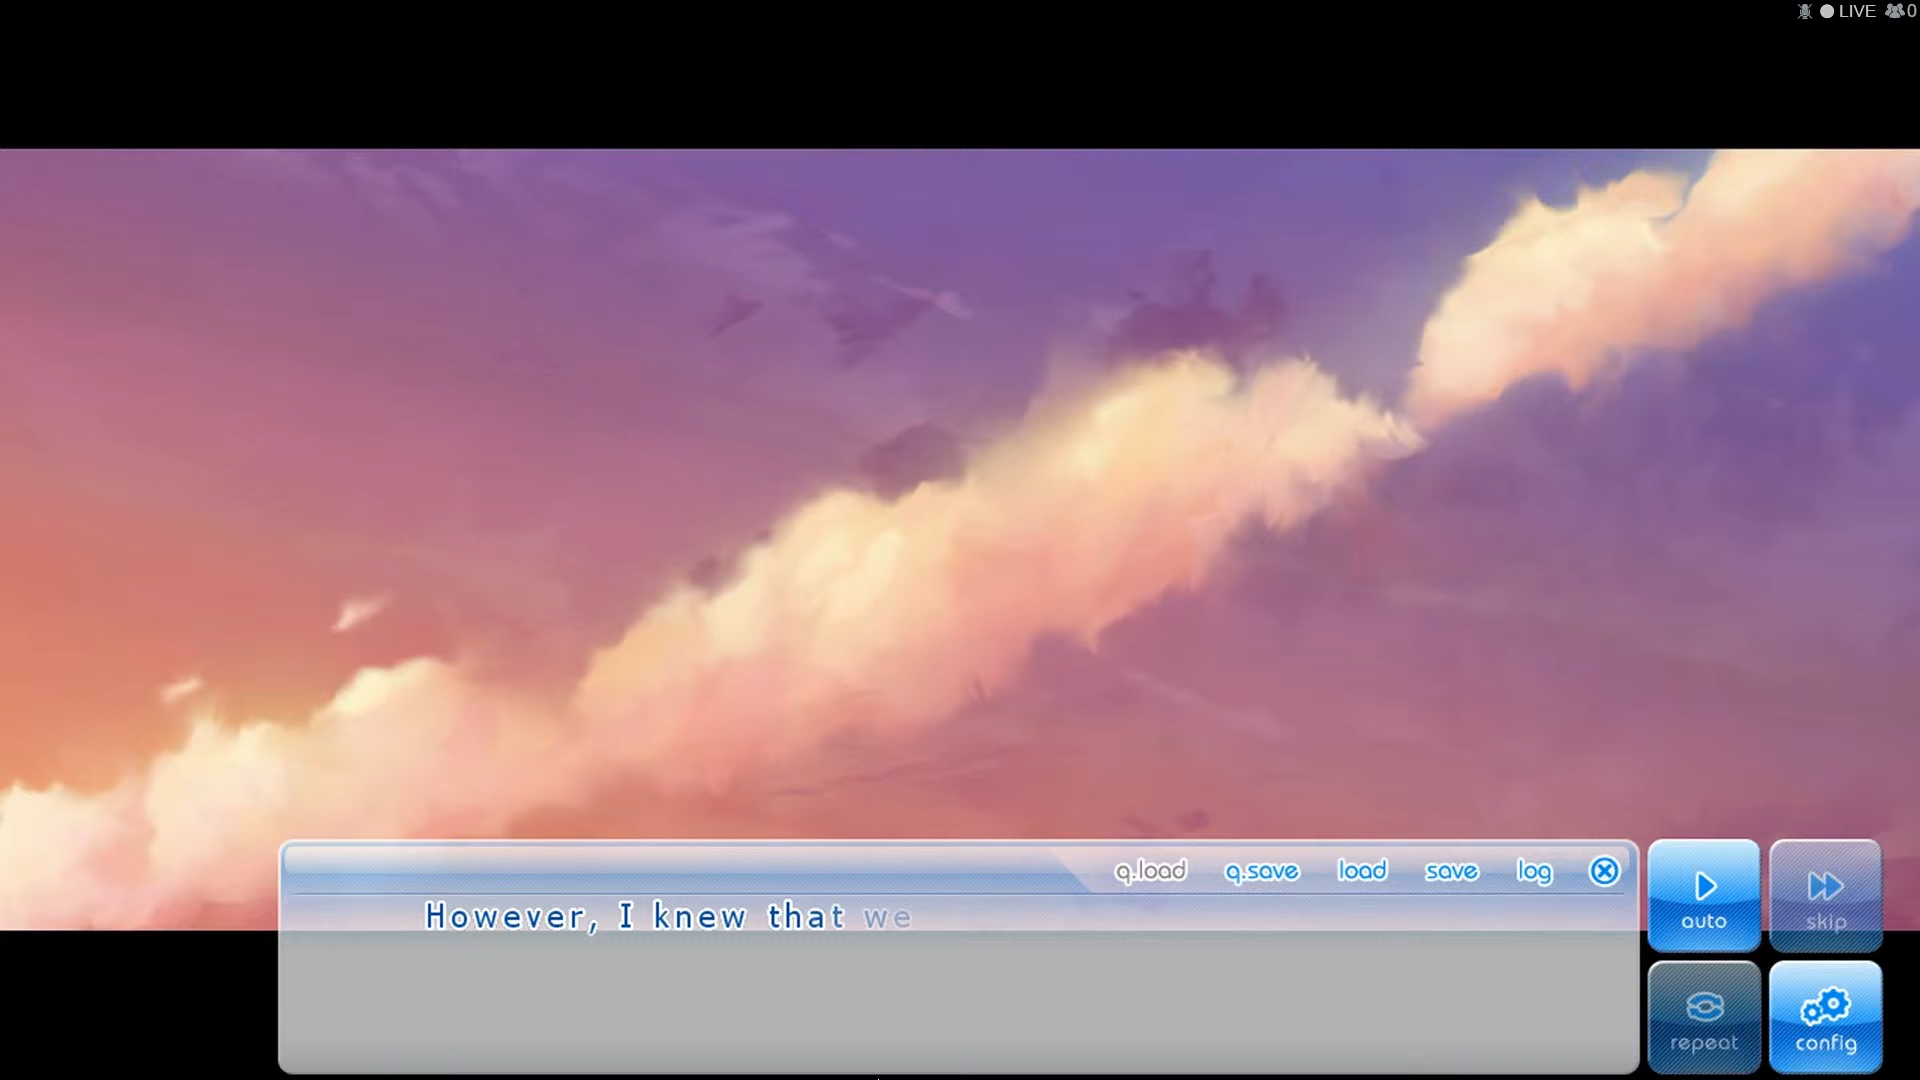 LIVE 0
q.load q.save load save log
However, I knew that we
auto skip
repeat config